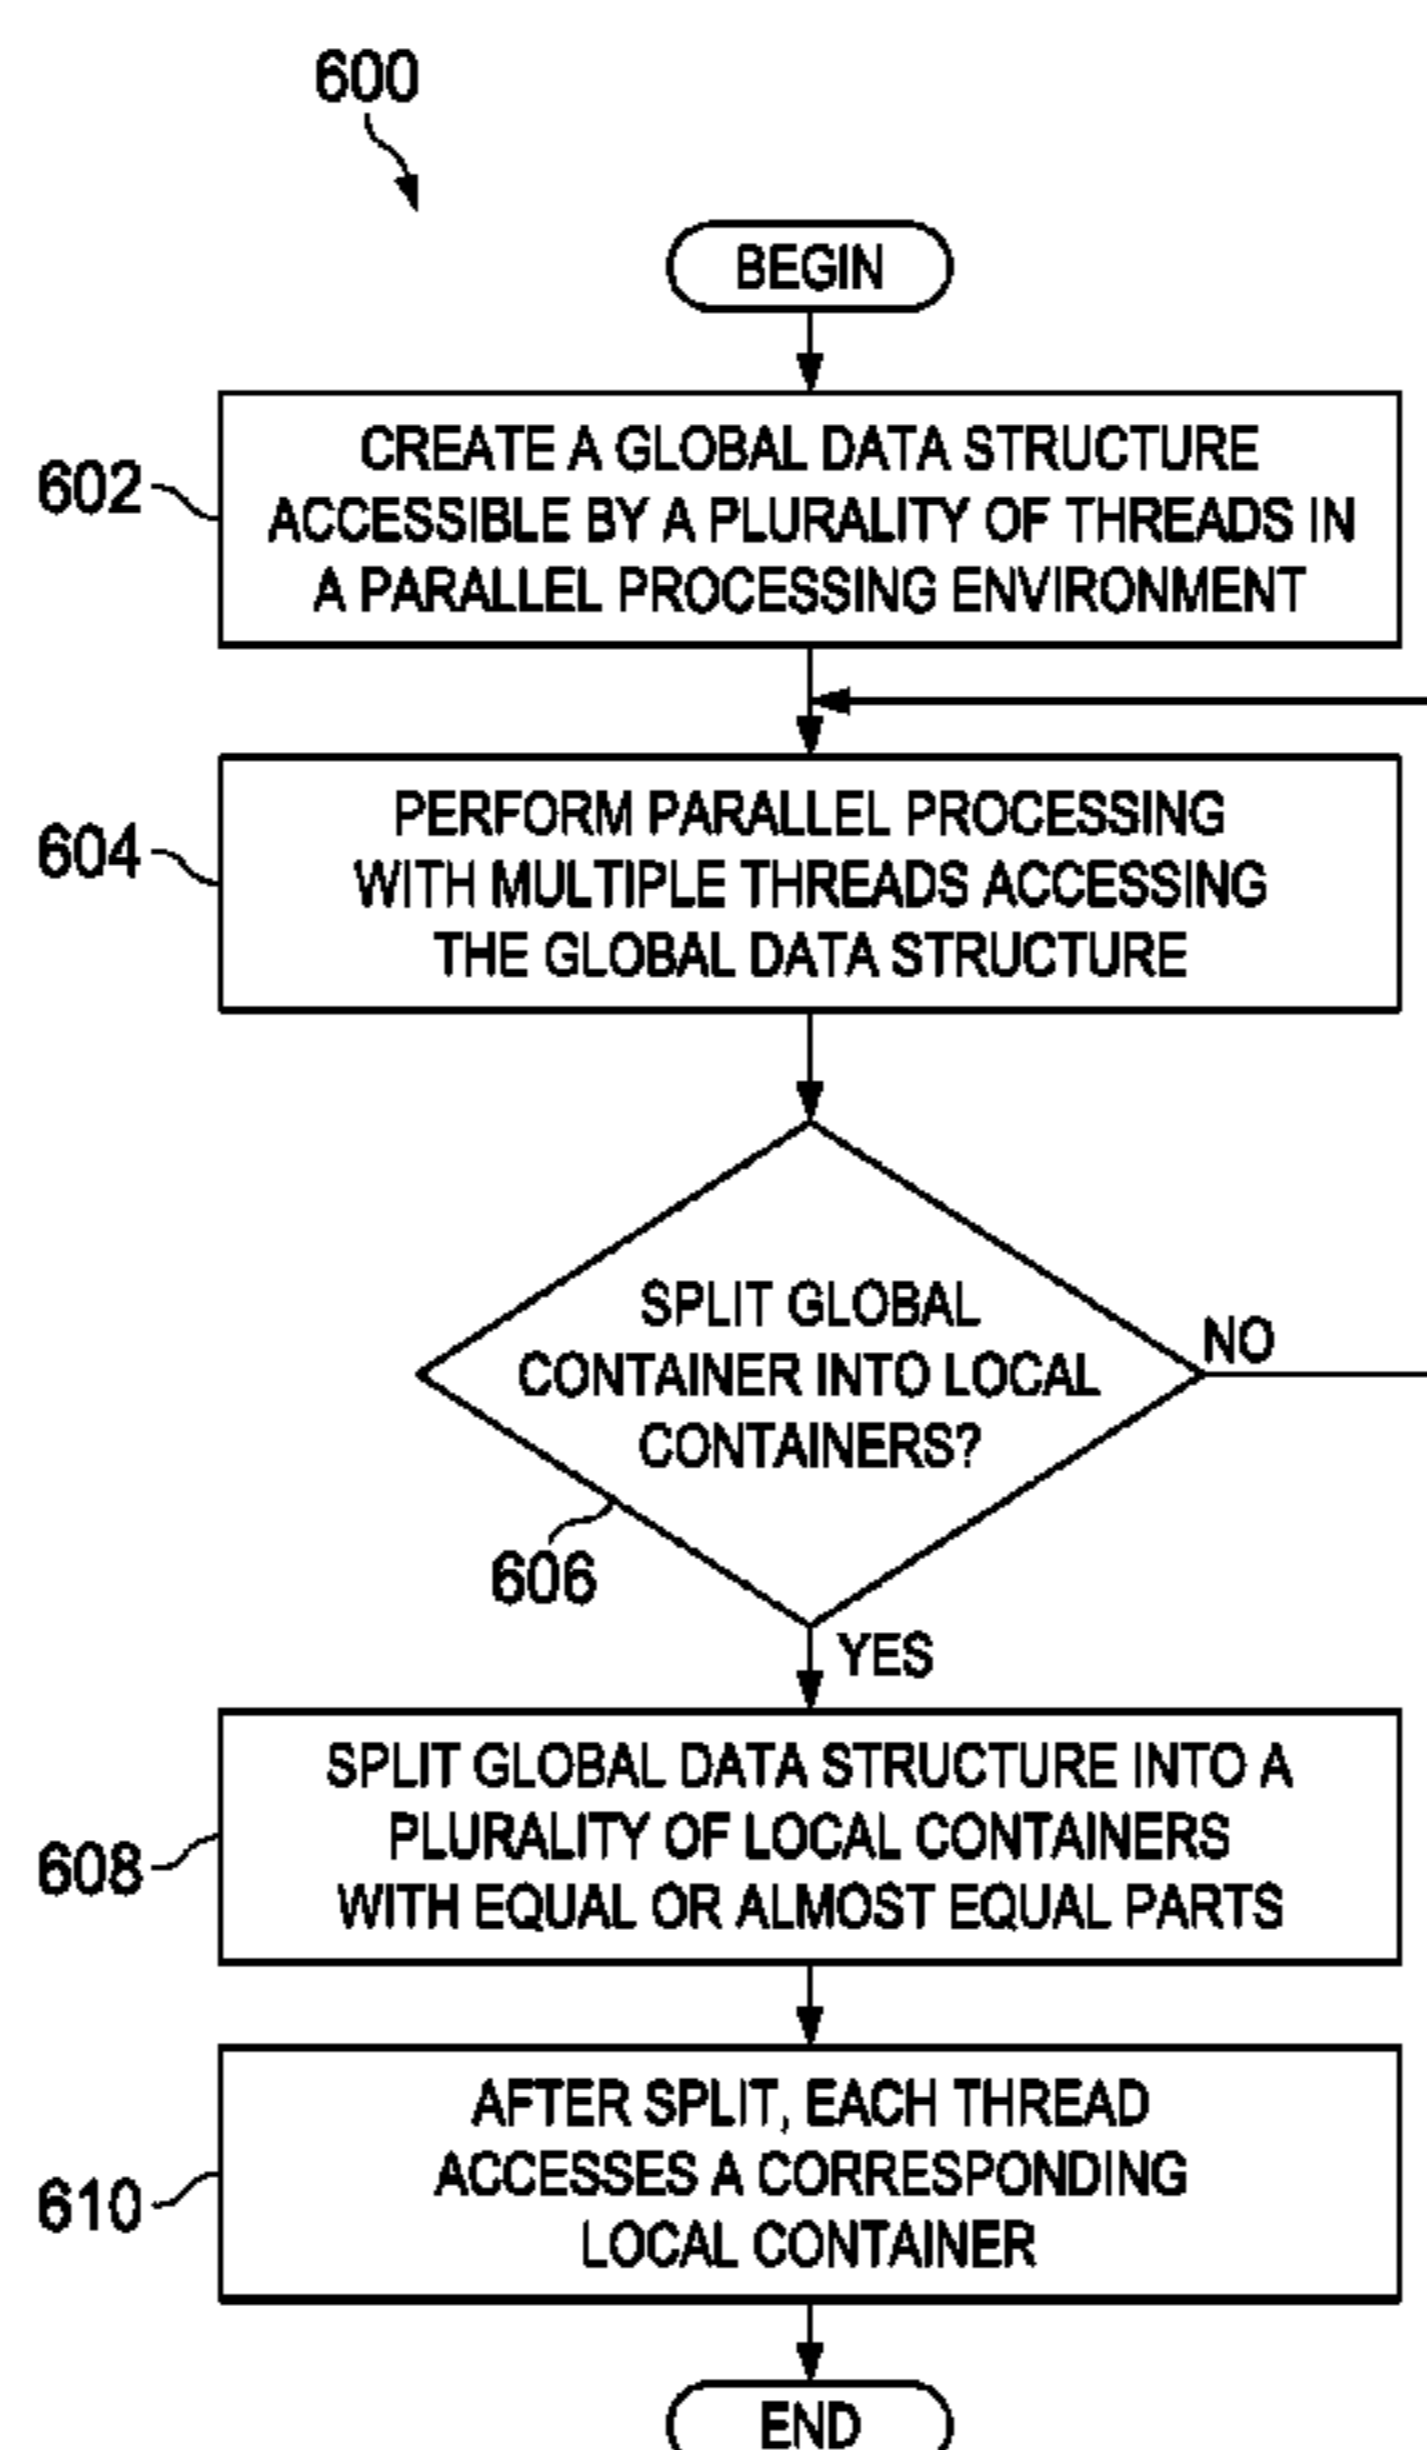 600
BEGIN
602
CREATE A GLOBAL DATA STRUCTURE
ACCESSIBLE BY A PLURALITY OF THREADS IN
A PARALLEL PROCESSING ENVIRONMENT
604
PERFORM PARALLEL PROCESSING
WITH MULTIPLE THREADS ACCESSING
THE GLOBAL DATA STRUCTURE
SPLIT GLOBAL
CONTAINER INTO LOCAL
CONTAINERS?
NO
606
YES
608
SPLIT GLOBAL DATA STRUCTURE INTO A
PLURALITY OF LOCAL CONTAINERS
WITH EQUAL OR ALMOST EQUAL PARTS
610
AFTER SPLIT, EACH THREAD
ACCESSES A CORRESPONDING
LOCAL CONTAINER
END